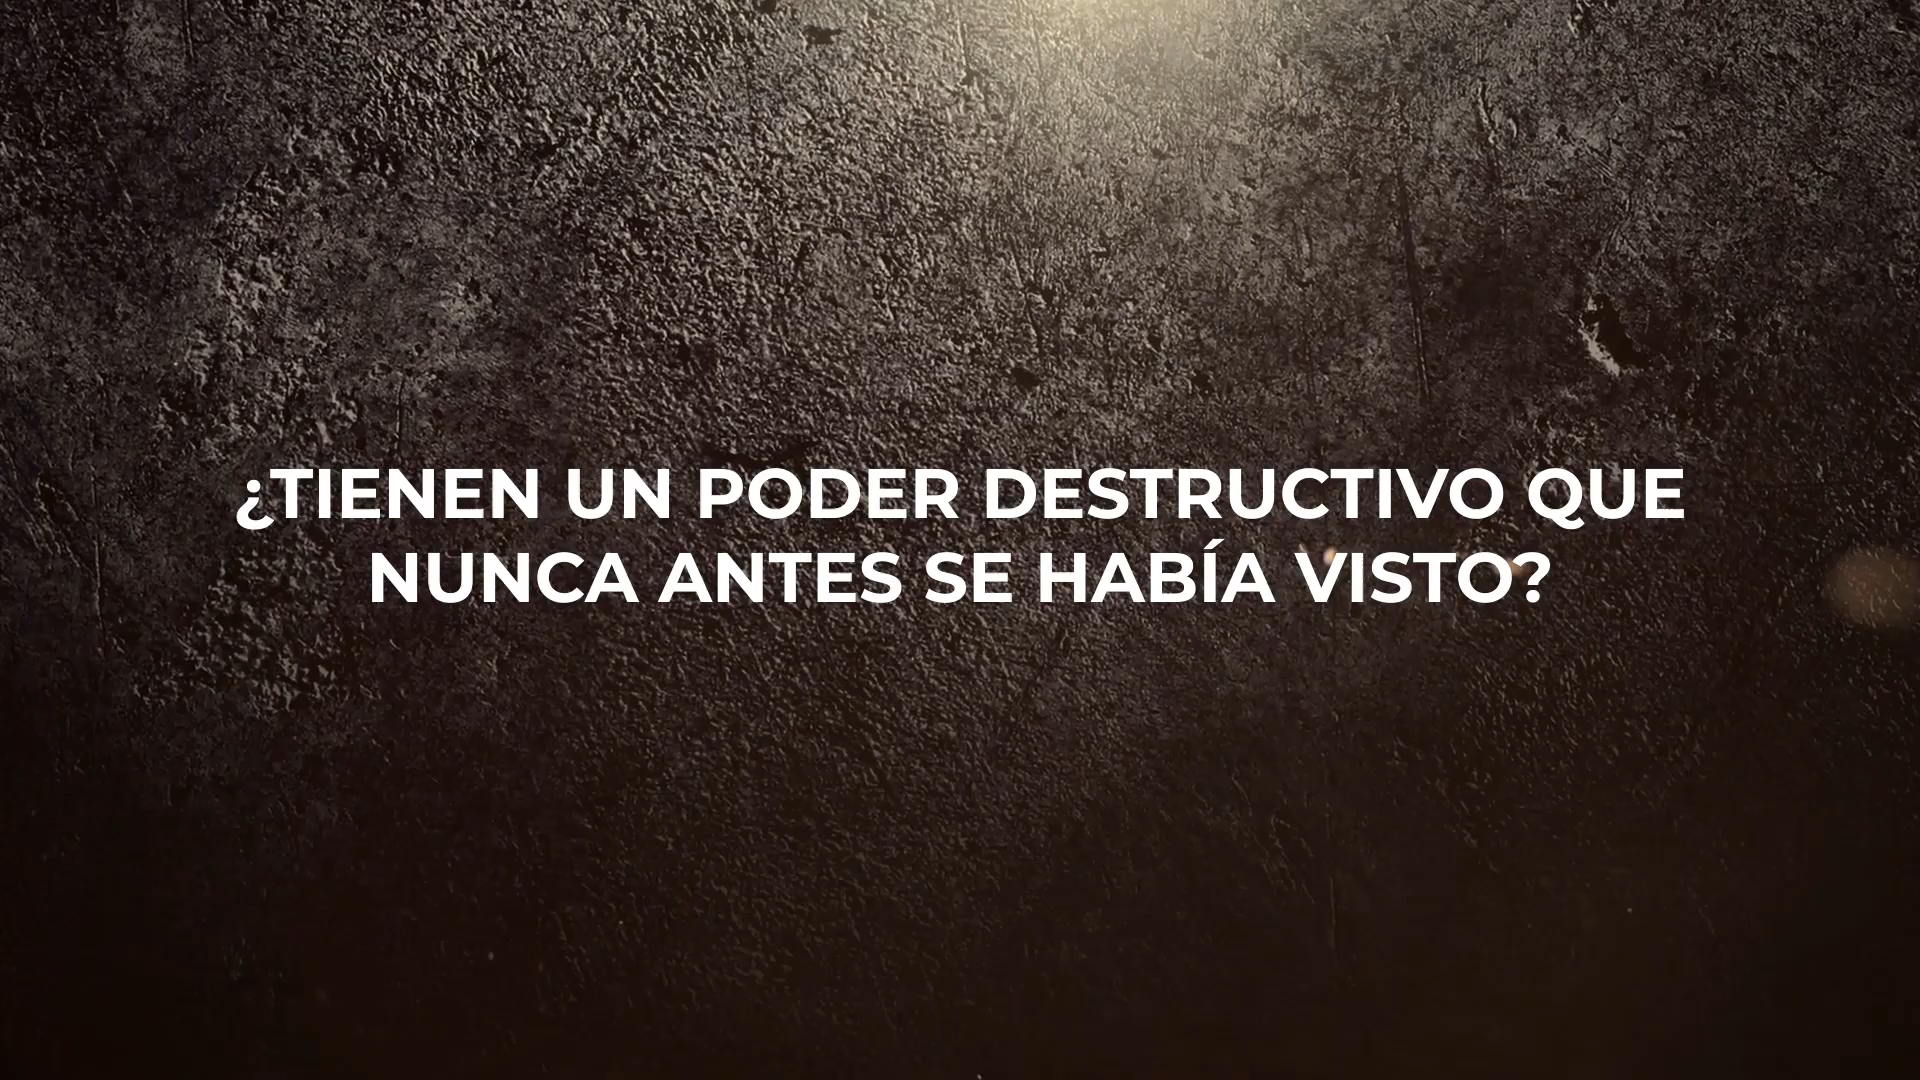 ¿TIENEN UN PODER DESTRUCTIVO QUE
NUNCA ANTES SE HABÍA VISTO?